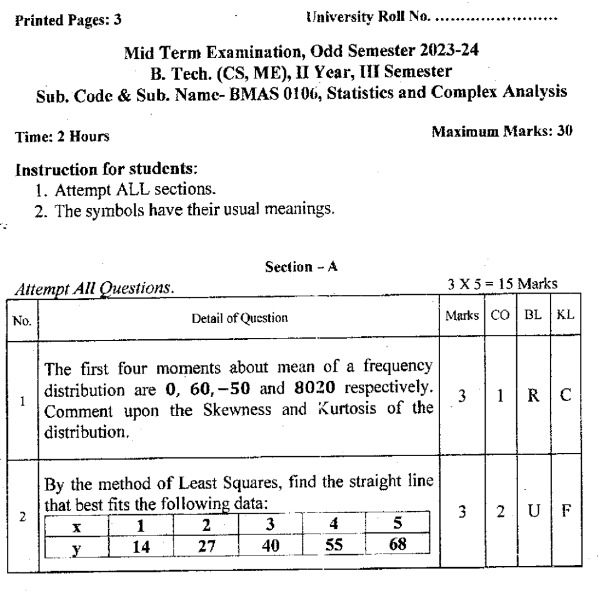 Printed Pages: 3 University Roll No. ..........................
Mid Term Examination, Odd Semester 2023-24
B. Tech. (CS, ME), II Year, III Semester
Sub. Code & Sub. Name- BMAS 0106, Statistics and Complex Analysis
Time: 2 Hours Maximum Marks: 30
Instruction for students:
1. Attempt ALL sections.
2. The symbols have their usual meanings.
Section – A
Attempt All Questions. 3 X 5 = 15 Marks
No. Detail of Question Marks CO BL KL
The first four moments about mean of a frequency
distribution are 0, 60, −50 and 8020 respectively.
1 Comment upon the Skewness and Kurtosis of the 3 1 R C
distribution.
By the method of Least Squares, find the straight line
that best fits the following data:
2 3 2 U F
x 1 2 3 4 5
y 14 27 40 55 68